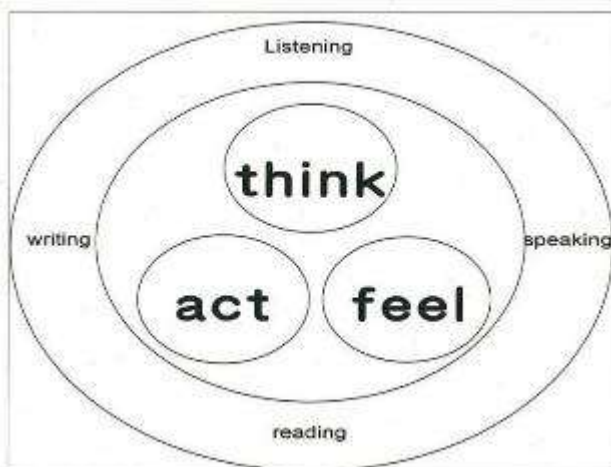 Listening
think
writing
speaking
act
feel
reading